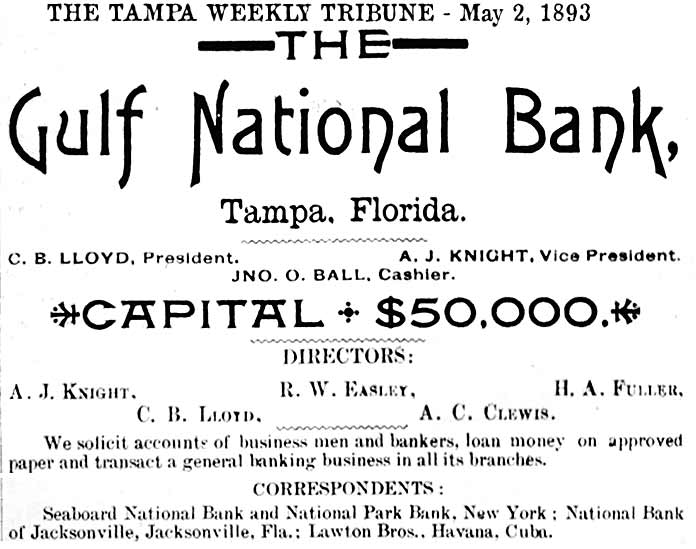 THE TAMPA WEEKLY TRIBUNE - May 2, 1893
THE
Gulf National Bank,
Tampa, Florida.
C. B. LLOYD, President. A. J. KNIGHT, Vice President.
JNO. O. BALL, Cashier.
CAPITAL $50,000.
DIRECTORS:
A. J. KNIGHT, R. W. EASLEY, H. A. FULLER,
C. B. LLOYD, A. C. CLEWIS.
We solicit accounts of business men and bankers, loan money on approved
paper and transact a general banking business in all its branches.
CORRESPONDENTS:
Seaboard National Bank and National Park Bank, New York; National Bank
of Jacksonville, Jacksonville, Fla.; Lawton Bros., Havana, Cuba.